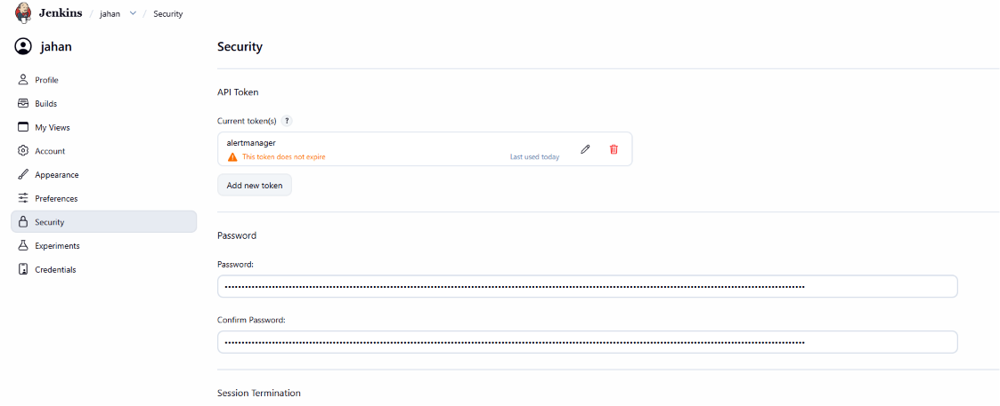 Jenkins / jahan / Security
jahan
Profile
Builds
My Views
Account
Appearance
Preferences
Security
Experiments
Credentials
Security
API Token
Current token(s) ?
alertmanager
This token does not expire Last used today
Add new token
Password
Password:
Confirm Password:
Session Termination